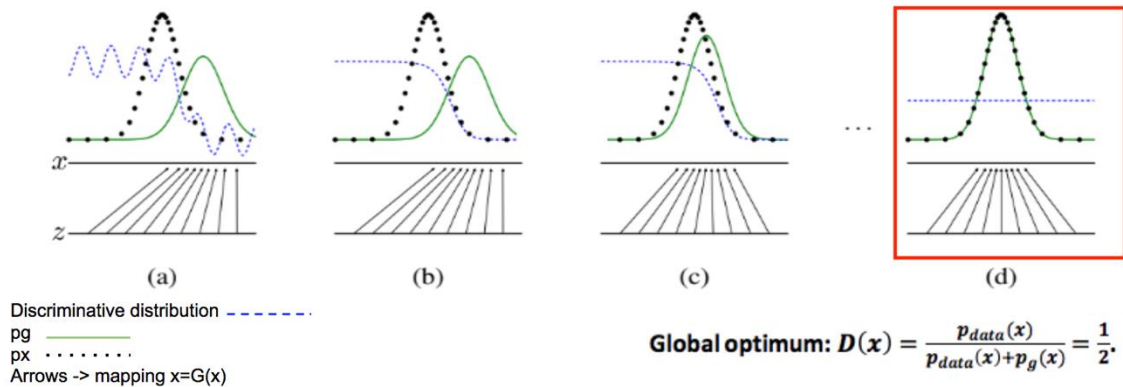 ...
x
z
(a) (b) (c) (d)
Discriminative distribution
pg
px
Arrows -> mapping x=G(x)
Global optimum: D(x) = p_data(x) / (p_data(x)+p_g(x)) = 1/2.